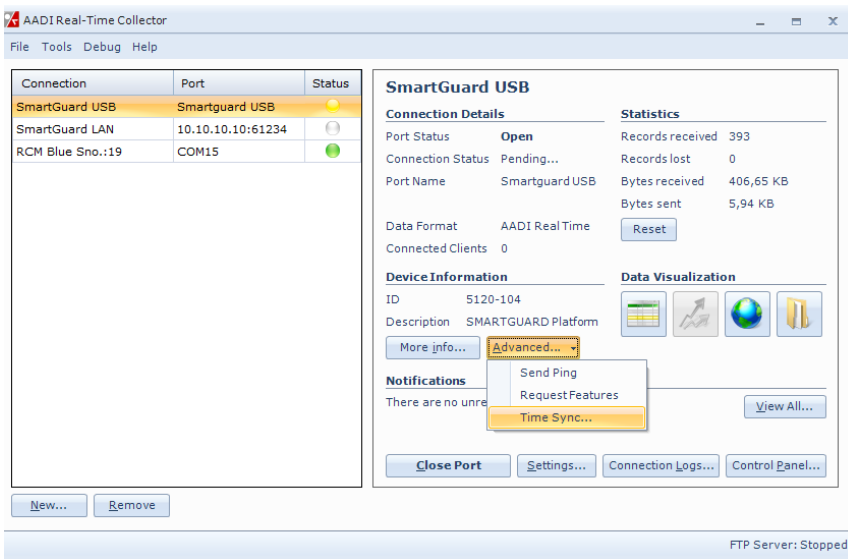 AADI Real-Time Collector
File Tools Debug Help
Connection Port Status
SmartGuard USB Smartguard USB
SmartGuard LAN 10.10.10.10:61234
RCM Blue Sno.:19 COM15
New... Remove
SmartGuard USB
Connection Details
Port Status Open
Connection Status Pending...
Port Name Smartguard USB
Data Format AADI Real Time
Connected Clients 0
Statistics
Records received 393
Records lost 0
Bytes received 406,65 KB
Bytes sent 5,94 KB
Reset
Device Information
ID 5120-104
Description SMARTGUARD Platform
More info... Advanced...
Send Ping
Request Features
Time Sync...
Data Visualization
Notifications
There are no unre
View All...
Close Port Settings... Connection Logs... Control Panel...
FTP Server: Stopped